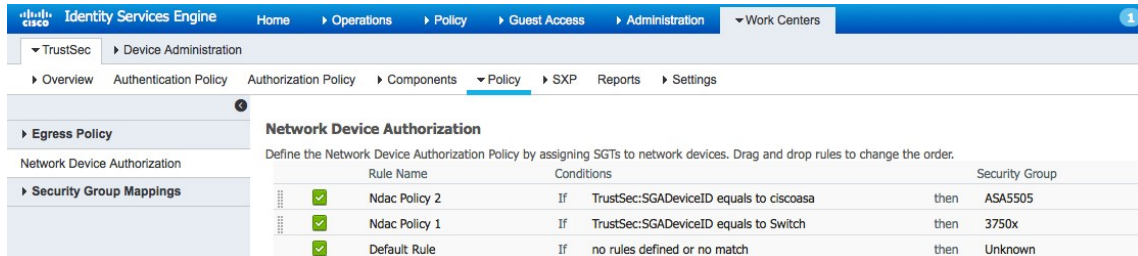 cisco Identity Services Engine Home Operations Policy Guest Access Administration Work Centers 1
TrustSec Device Administration
Overview Authentication Policy Authorization Policy Components Policy SXP Reports Settings
Egress Policy
Network Device Authorization
Security Group Mappings
Network Device Authorization
Define the Network Device Authorization Policy by assigning SGTs to network devices. Drag and drop rules to change the order.
Rule Name Conditions Security Group
Ndac Policy 2 If TrustSec:SGADeviceID equals to ciscoasa then ASA5505
Ndac Policy 1 If TrustSec:SGADeviceID equals to Switch then 3750x
Default Rule If no rules defined or no match then Unknown